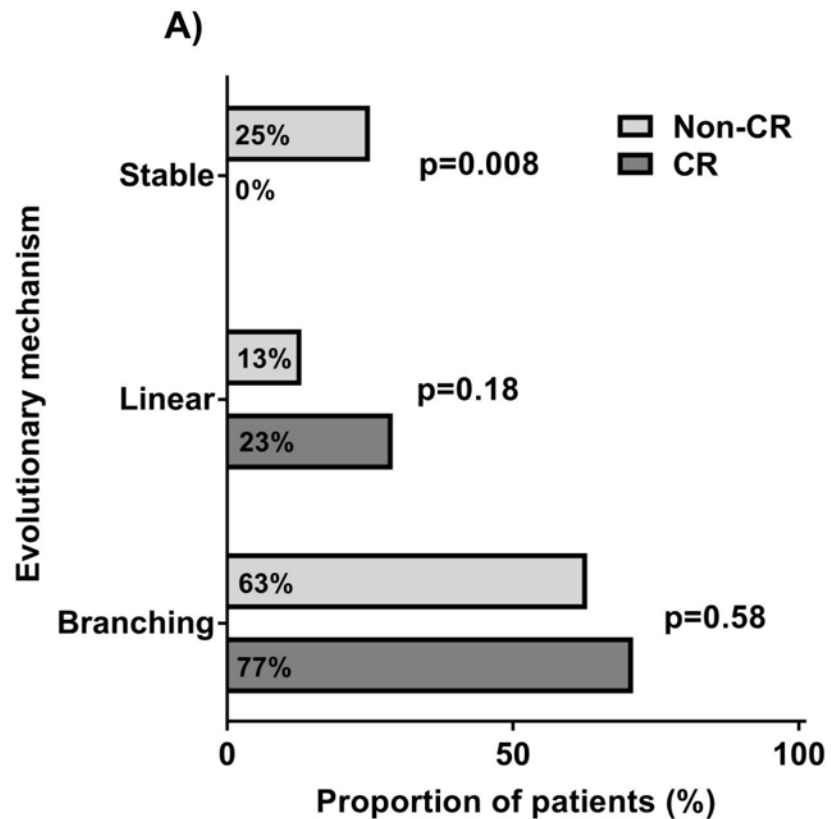 A)
Non-CR
CR
Stable
25%
0%
p=0.008
Linear
13%
23%
p=0.18
Branching
63%
77%
p=0.58
Evolutionary mechanism
0 50 100
Proportion of patients (%)